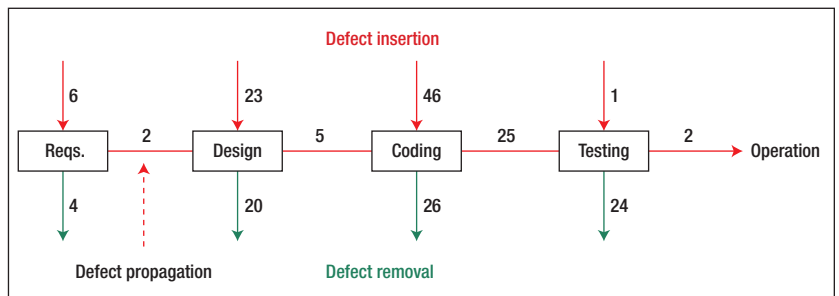 Defect insertion
6
23
46
1
Reqs.
2
Design
5
Coding
25
Testing
2
Operation
4
20
26
24
Defect propagation
Defect removal